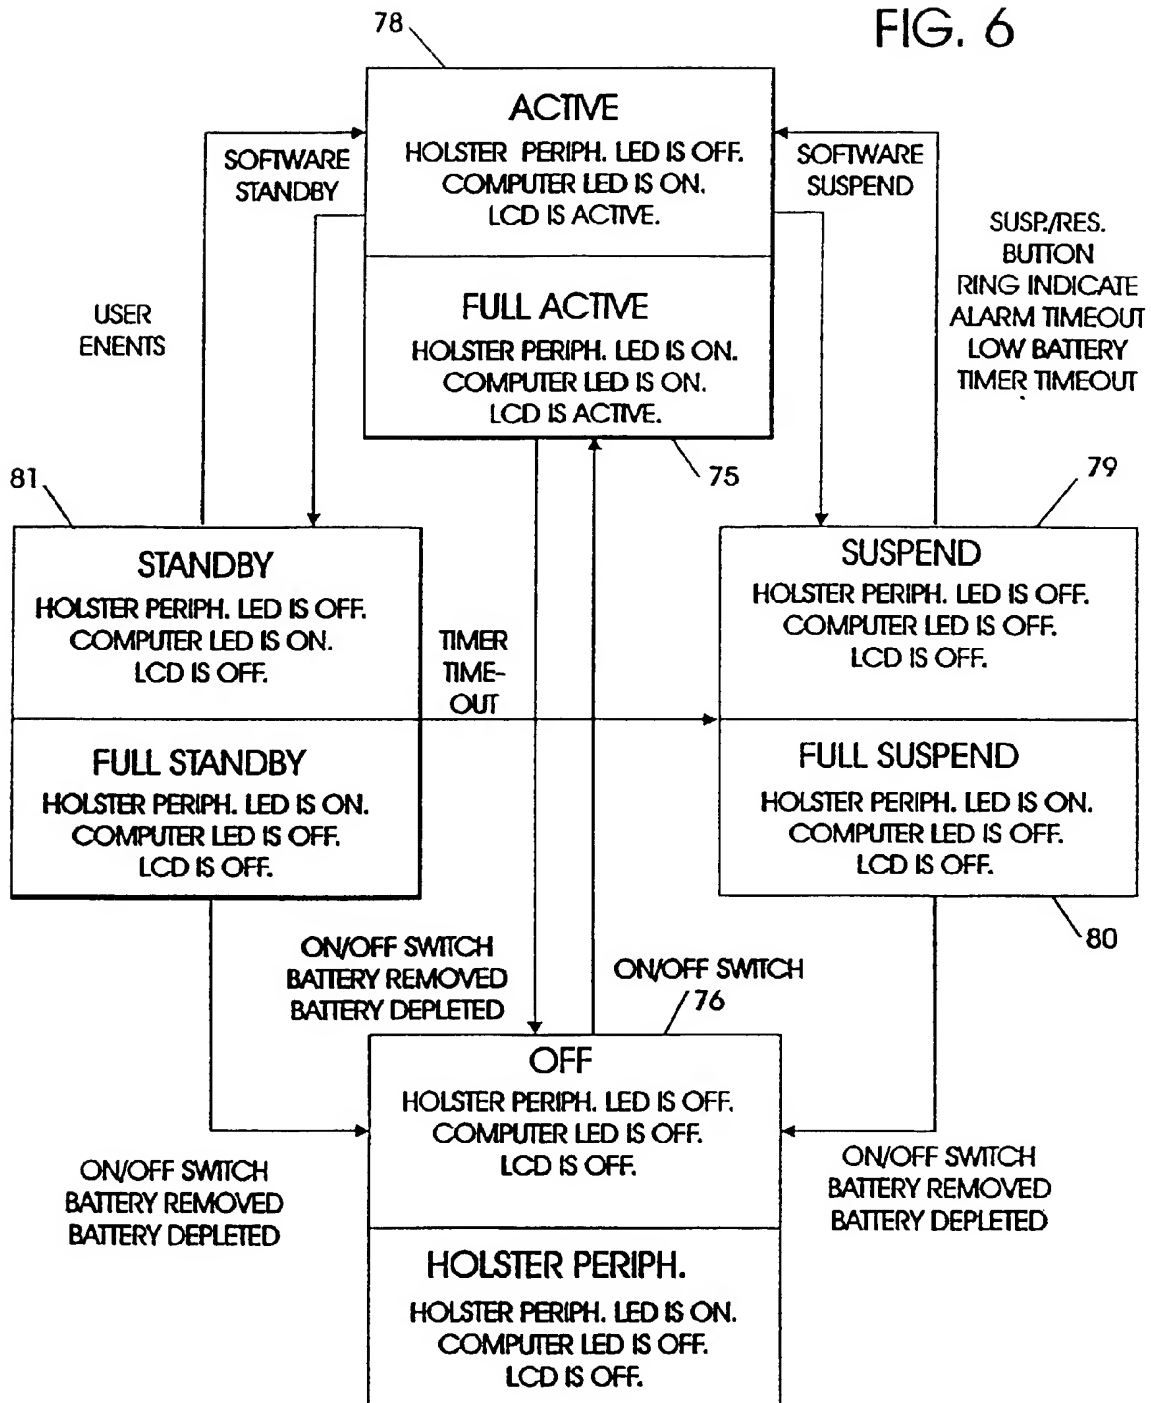 FIG. 6
78
ACTIVE
HOLSTER PERIPH. LED IS OFF.
COMPUTER LED IS ON.
LCD IS ACTIVE.
SOFTWARE
STANDBY
SOFTWARE
SUSPEND
FULL ACTIVE
HOLSTER PERIPH. LED IS ON.
COMPUTER LED IS ON.
LCD IS ACTIVE.
USER
ENENTS
SUSP./RES.
BUTTON
RING INDICATE
ALARM TIMEOUT
LOW BATTERY
TIMER TIMEOUT
75
81
STANDBY
HOLSTER PERIPH. LED IS OFF.
COMPUTER LED IS ON.
LCD IS OFF.
FULL STANDBY
HOLSTER PERIPH. LED IS ON.
COMPUTER LED IS OFF.
LCD IS OFF.
TIMER
TIME-
OUT
79
SUSPEND
HOLSTER PERIPH. LED IS OFF.
COMPUTER LED IS OFF.
LCD IS OFF.
FULL SUSPEND
HOLSTER PERIPH. LED IS ON.
COMPUTER LED IS OFF.
LCD IS OFF.
80
ON/OFF SWITCH
BATTERY REMOVED
BATTERY DEPLETED
ON/OFF SWITCH
76
OFF
HOLSTER PERIPH. LED IS OFF.
COMPUTER LED IS OFF.
LCD IS OFF.
ON/OFF SWITCH
BATTERY REMOVED
BATTERY DEPLETED
ON/OFF SWITCH
BATTERY REMOVED
BATTERY DEPLETED
HOLSTER PERIPH.
HOLSTER PERIPH. LED IS ON.
COMPUTER LED IS OFF.
LCD IS OFF.